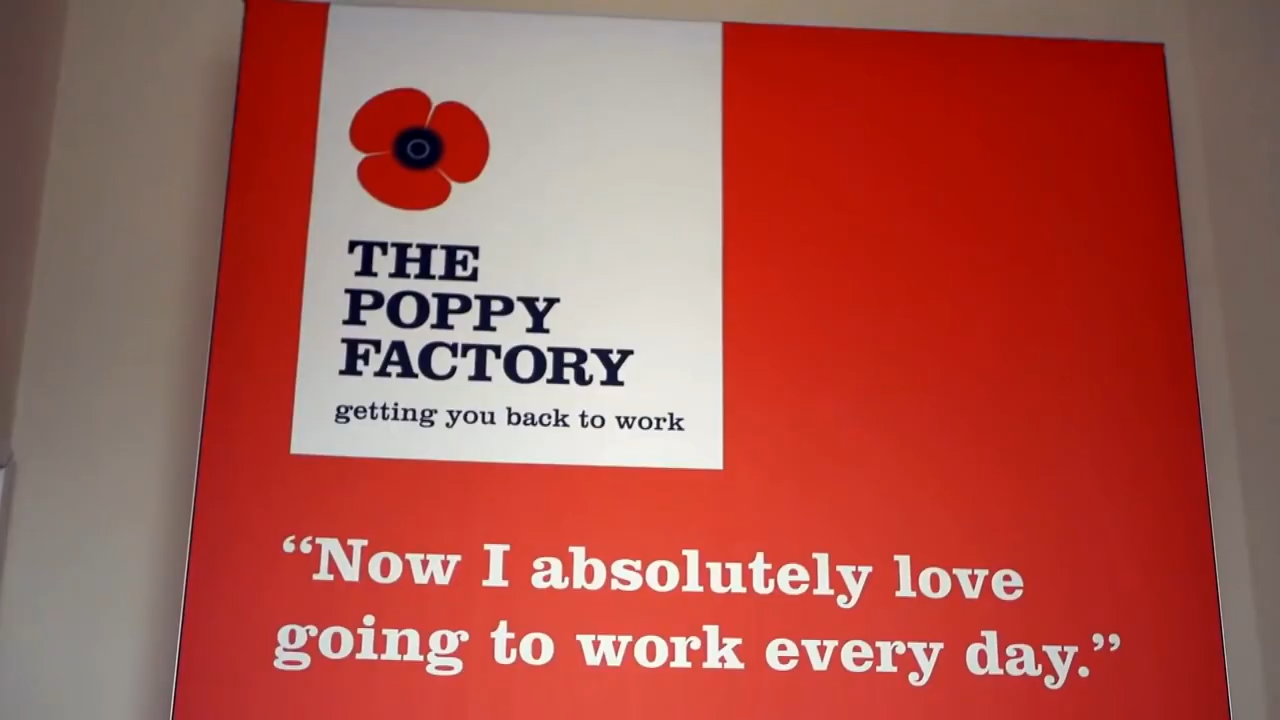 THE
POPPY
FACTORY
getting you back to work
“Now I absolutely love
going to work every day.”